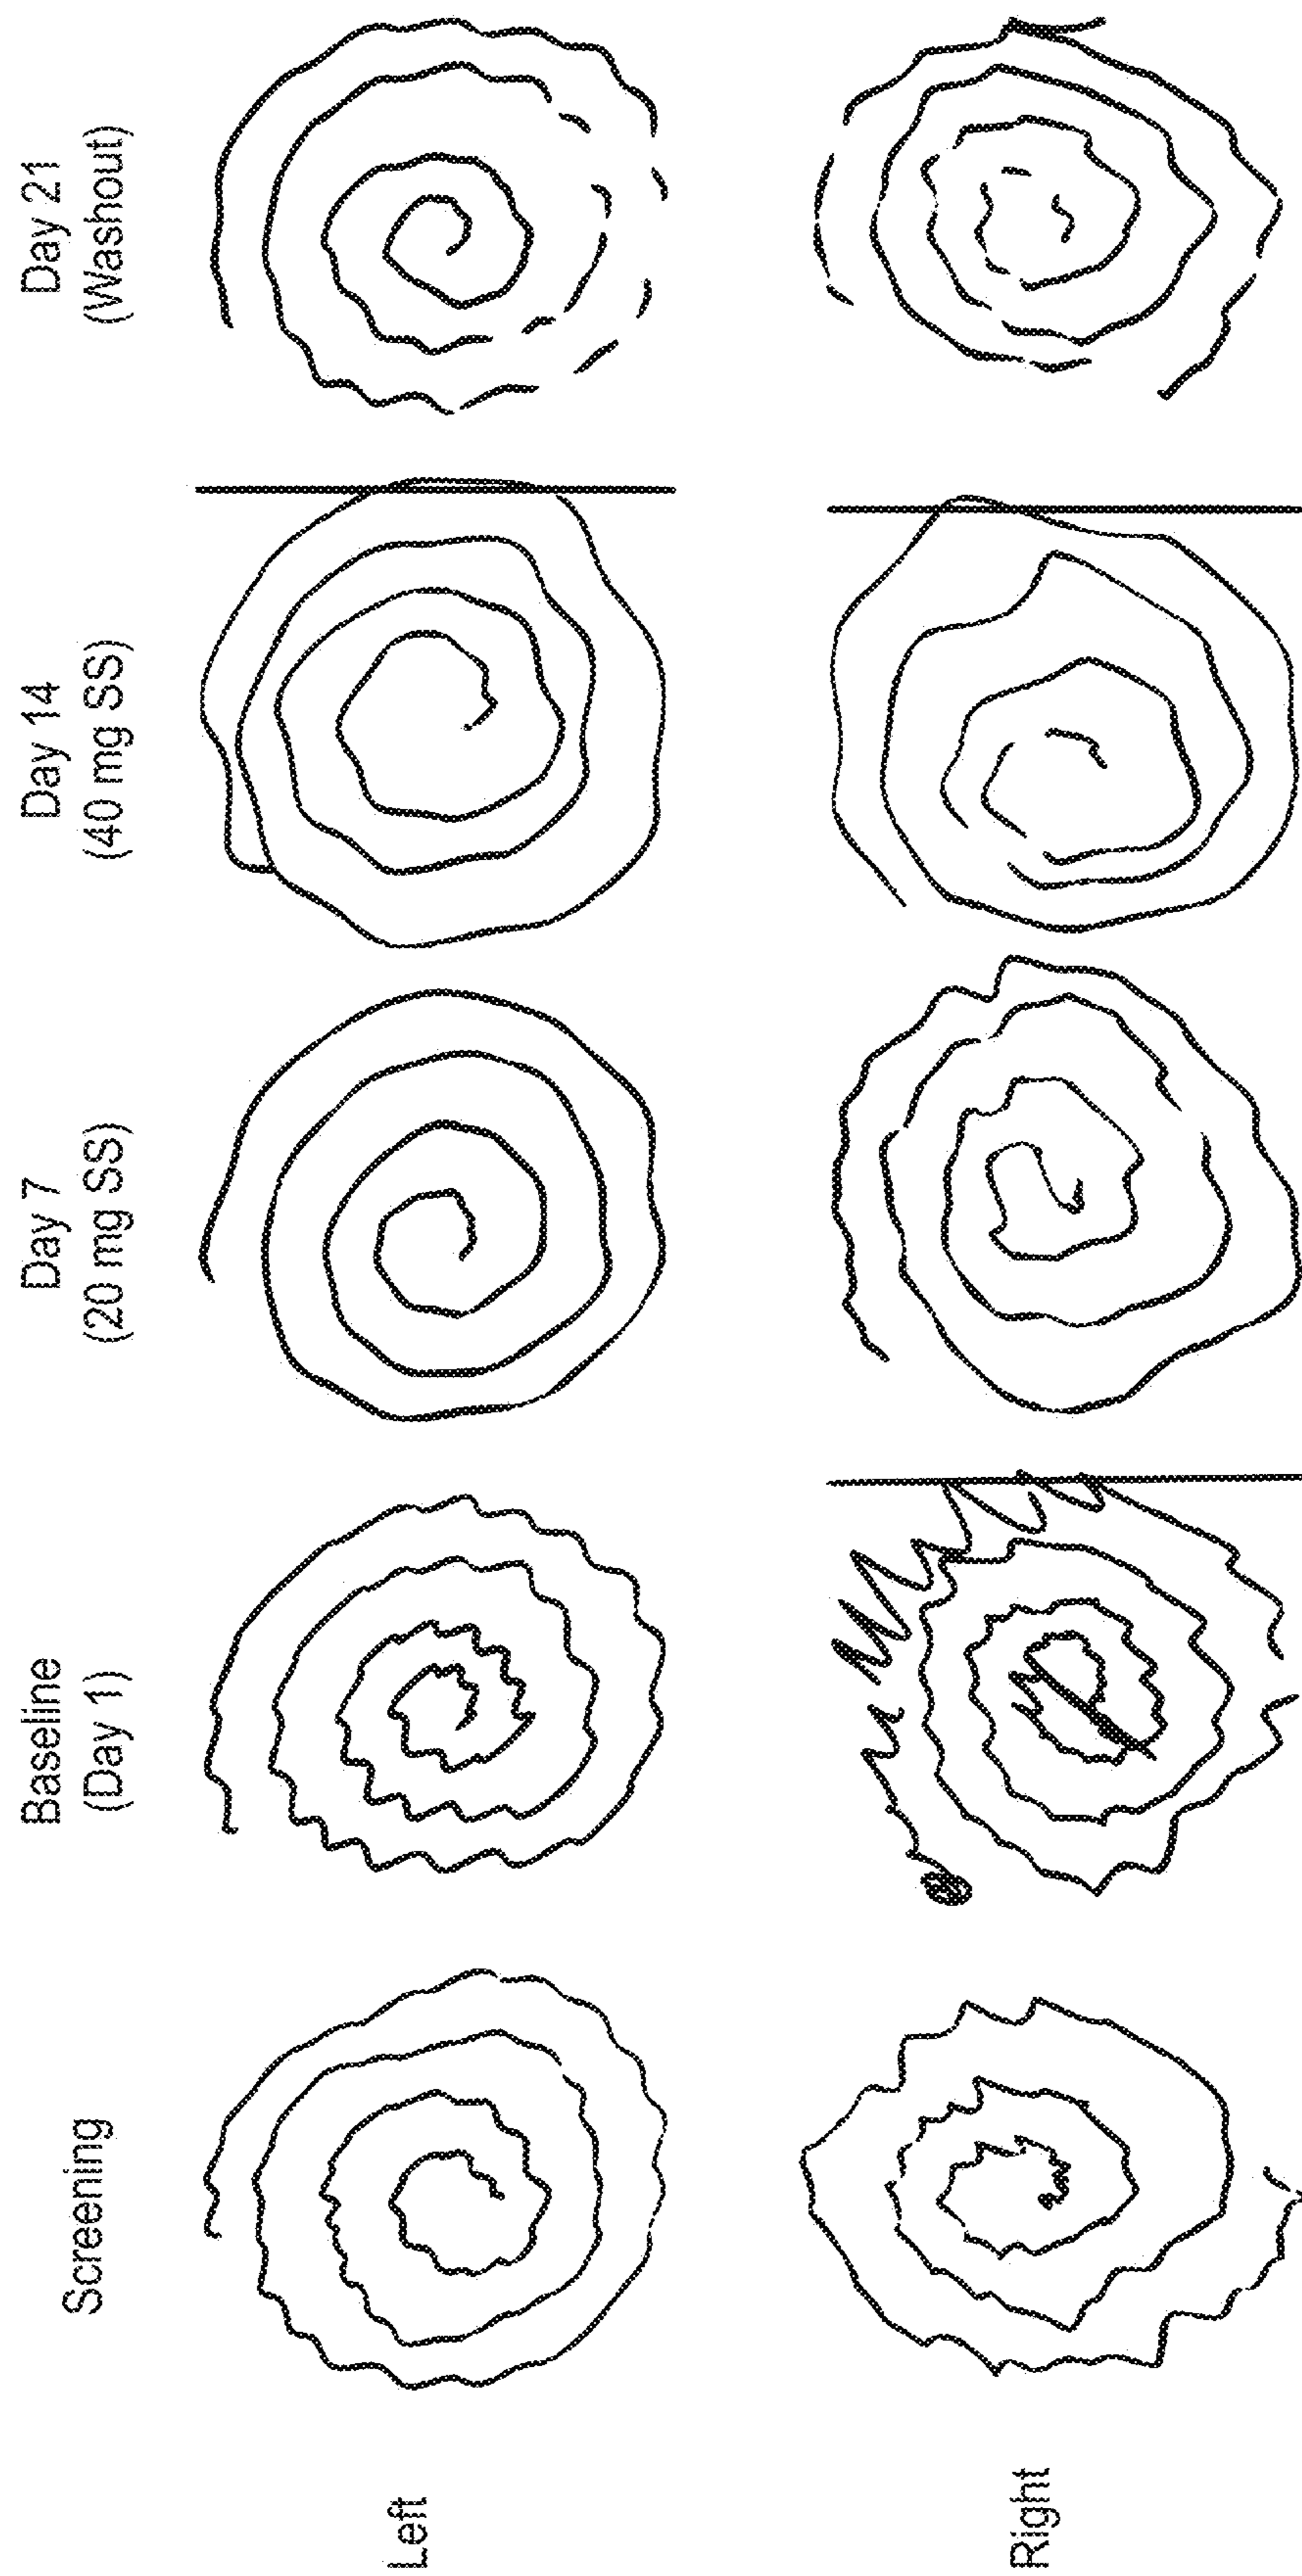 Screening
Baseline
(Day 1)
Day 7
(20 mg SS)
Day 14
(40 mg SS)
Day 21
(Washout)
Left
Right